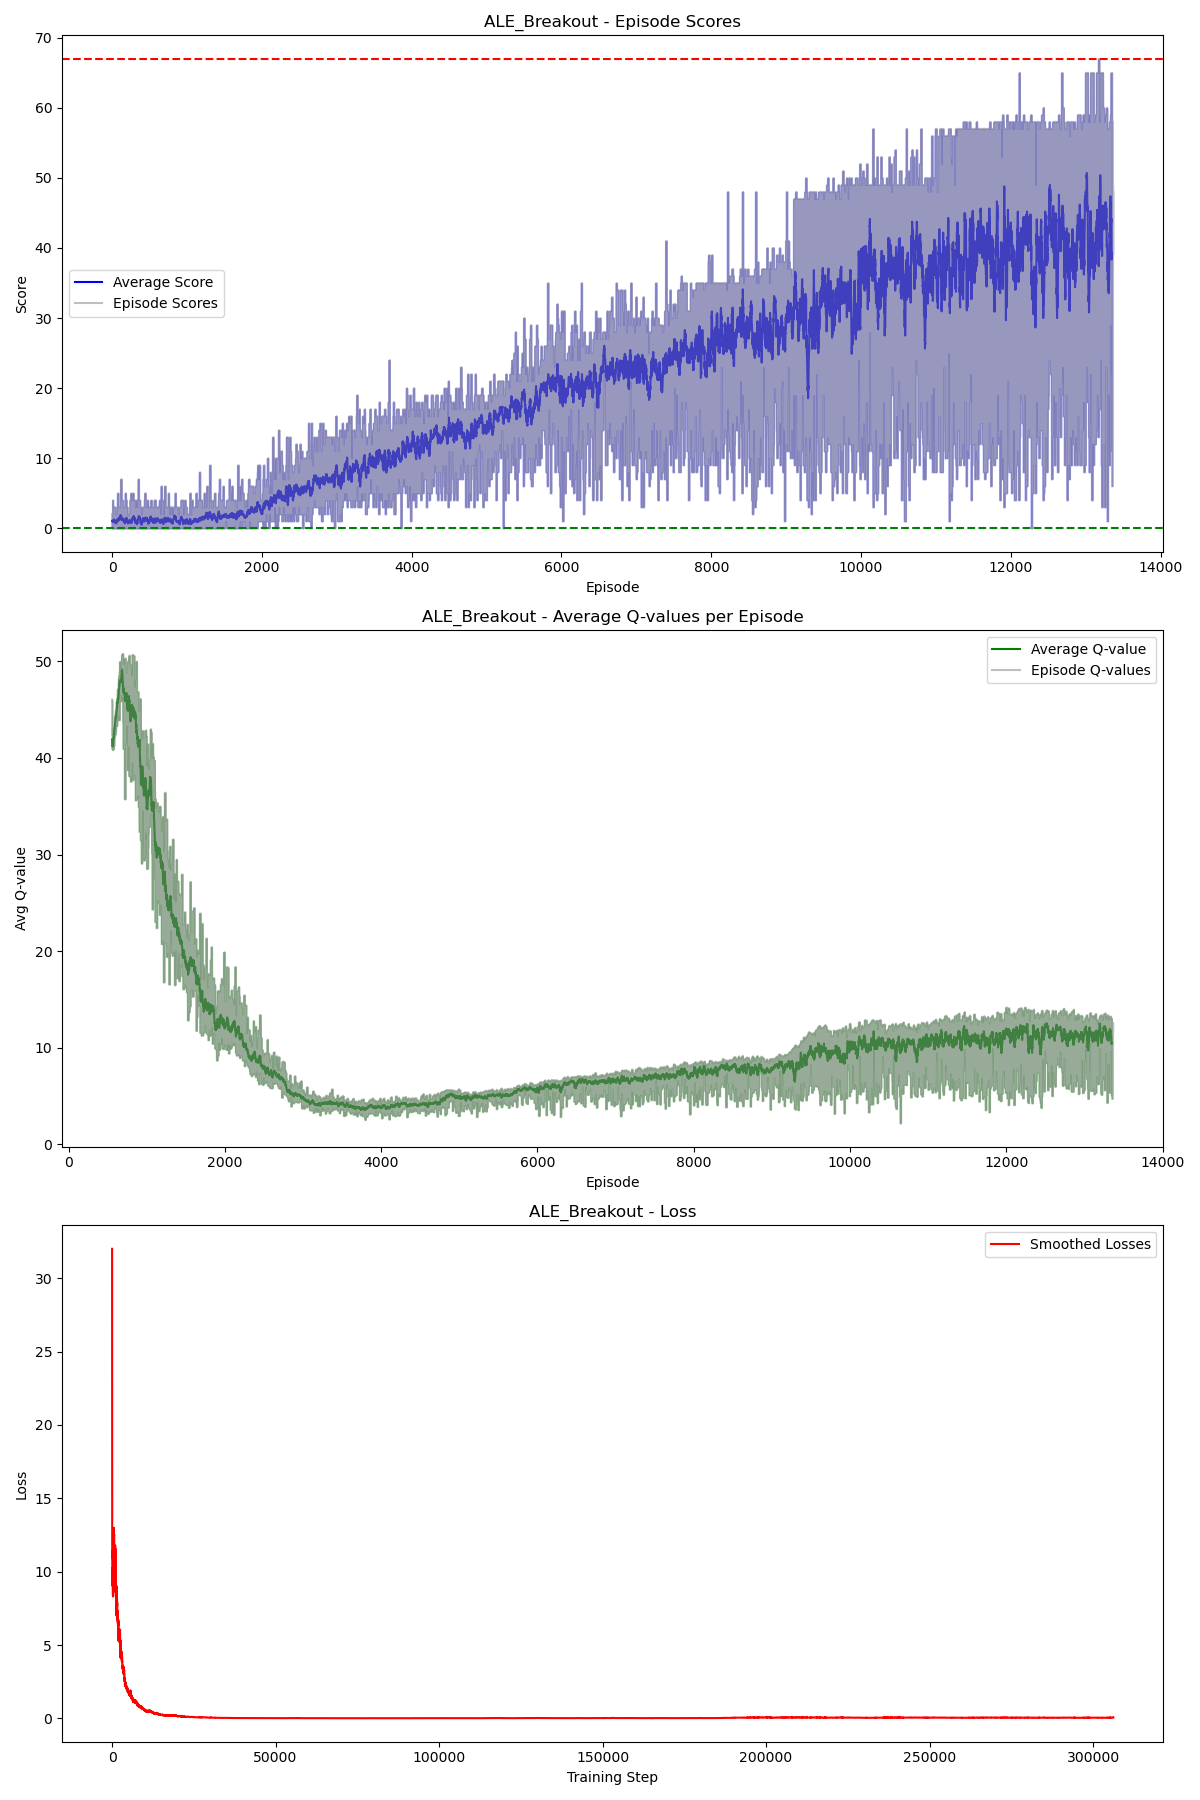 ALE_Breakout - Episode Scores
70
60
50
40
30
20
10
0
Score
Average Score
Episode Scores
0 2000 4000 6000 8000 10000 12000 14000
Episode
ALE_Breakout - Average Q-values per Episode
50
40
30
20
10
0
Avg Q-value
Average Q-value
Episode Q-values
0 2000 4000 6000 8000 10000 12000 14000
Episode
ALE_Breakout - Loss
30
25
20
15
10
5
0
Loss
Smoothed Losses
0 50000 100000 150000 200000 250000 300000
Training Step